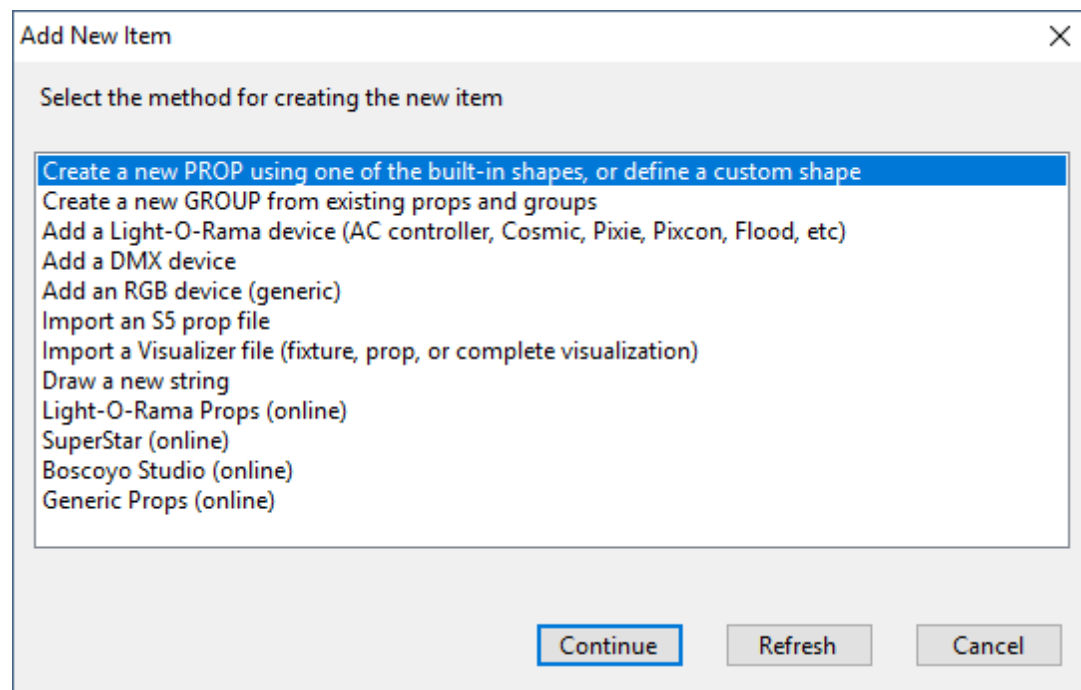 Add New Item
Select the method for creating the new item
Create a new PROP using one of the built-in shapes, or define a custom shape
Create a new GROUP from existing props and groups
Add a Light-O-Rama device (AC controller, Cosmic, Pixie, Pixcon, Flood, etc)
Add a DMX device
Add an RGB device (generic)
Import an S5 prop file
Import a Visualizer file (fixture, prop, or complete visualization)
Draw a new string
Light-O-Rama Props (online)
SuperStar (online)
Boscoyo Studio (online)
Generic Props (online)
Continue Refresh Cancel